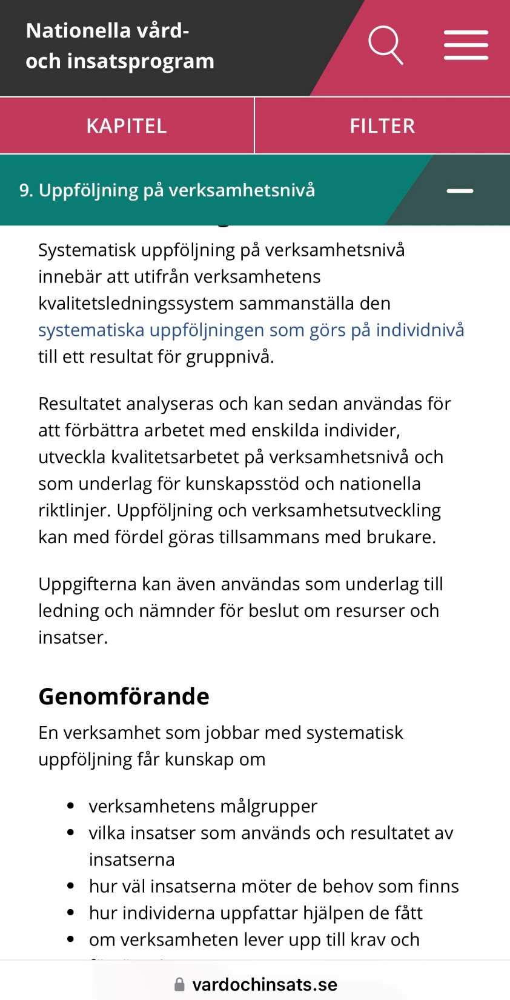 Nationella vård-
och insatsprogram
KAPITEL
FILTER
9. Uppföljning på verksamhetsnivå
Systematisk uppföljning på verksamhetsnivå
innebär att utifrån verksamhetens
kvalitetsledningssystem sammanställa den
systematiska uppföljningen som görs på individnivå
till ett resultat för gruppnivå.
Resultatet analyseras och kan sedan användas för
att förbättra arbetet med enskilda individer,
utveckla kvalitetsarbetet på verksamhetsnivå och
som underlag för kunskapsstöd och nationella
riktlinjer. Uppföljning och verksamhetsutveckling
kan med fördel göras tillsammans med brukare.
Uppgifterna kan även användas som underlag till
ledning och nämnder för beslut om resurser och
insatser.
Genomförande
En verksamhet som jobbar med systematisk
uppföljning får kunskap om
• verksamhetens målgrupper
• vilka insatser som används och resultatet av
insatserna
• hur väl insatserna möter de behov som finns
• hur individerna uppfattar hjälpen de fått
• om verksamheten lever upp till krav och
vardochinsats.se